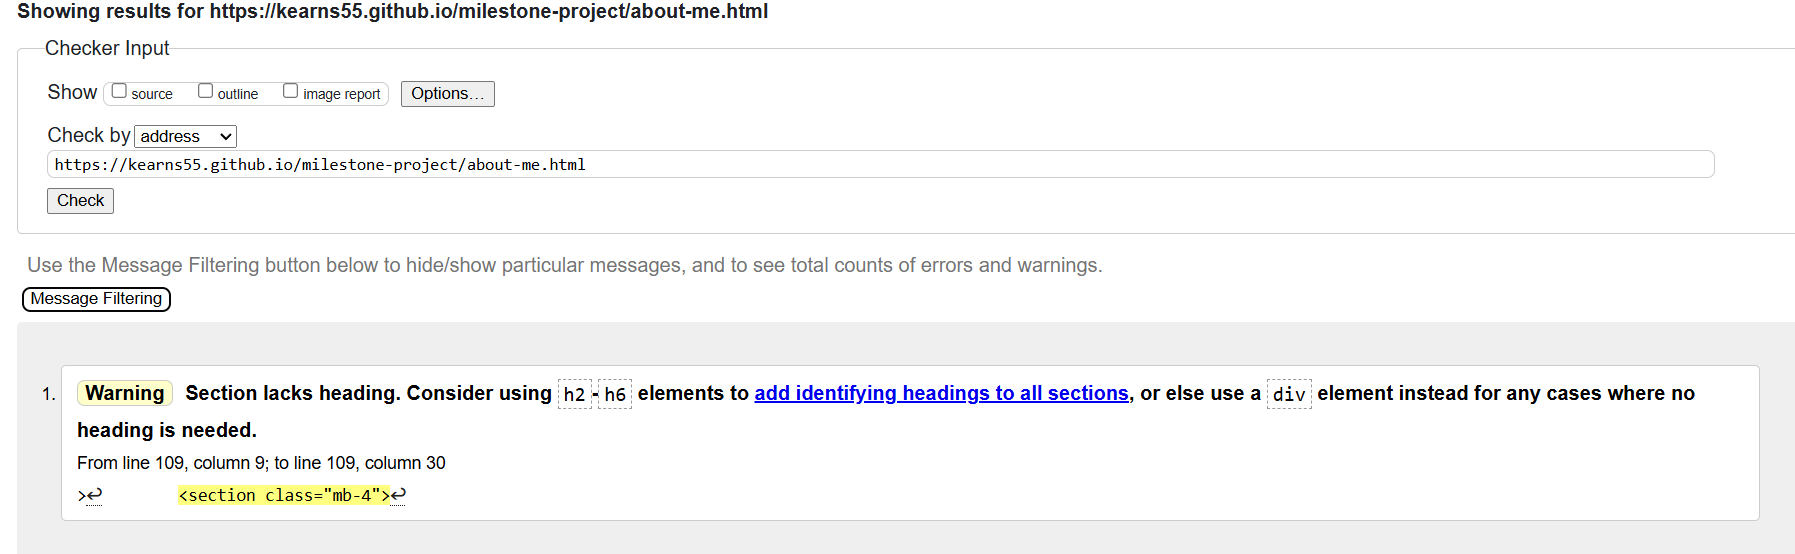 Showing results for https://kearns55.github.io/milestone-project/about-me.html
Checker Input
Show source outline image report Options...
Check by address
https://kearns55.github.io/milestone-project/about-me.html
Check
Use the Message Filtering button below to hide/show particular messages, and to see total counts of errors and warnings.
Message Filtering
1. Warning Section lacks heading. Consider using h2-h6 elements to add identifying headings to all sections, or else use a div element instead for any cases where no
heading is needed.
From line 109, column 9; to line 109, column 30
>↩ <section class="mb-4">↩